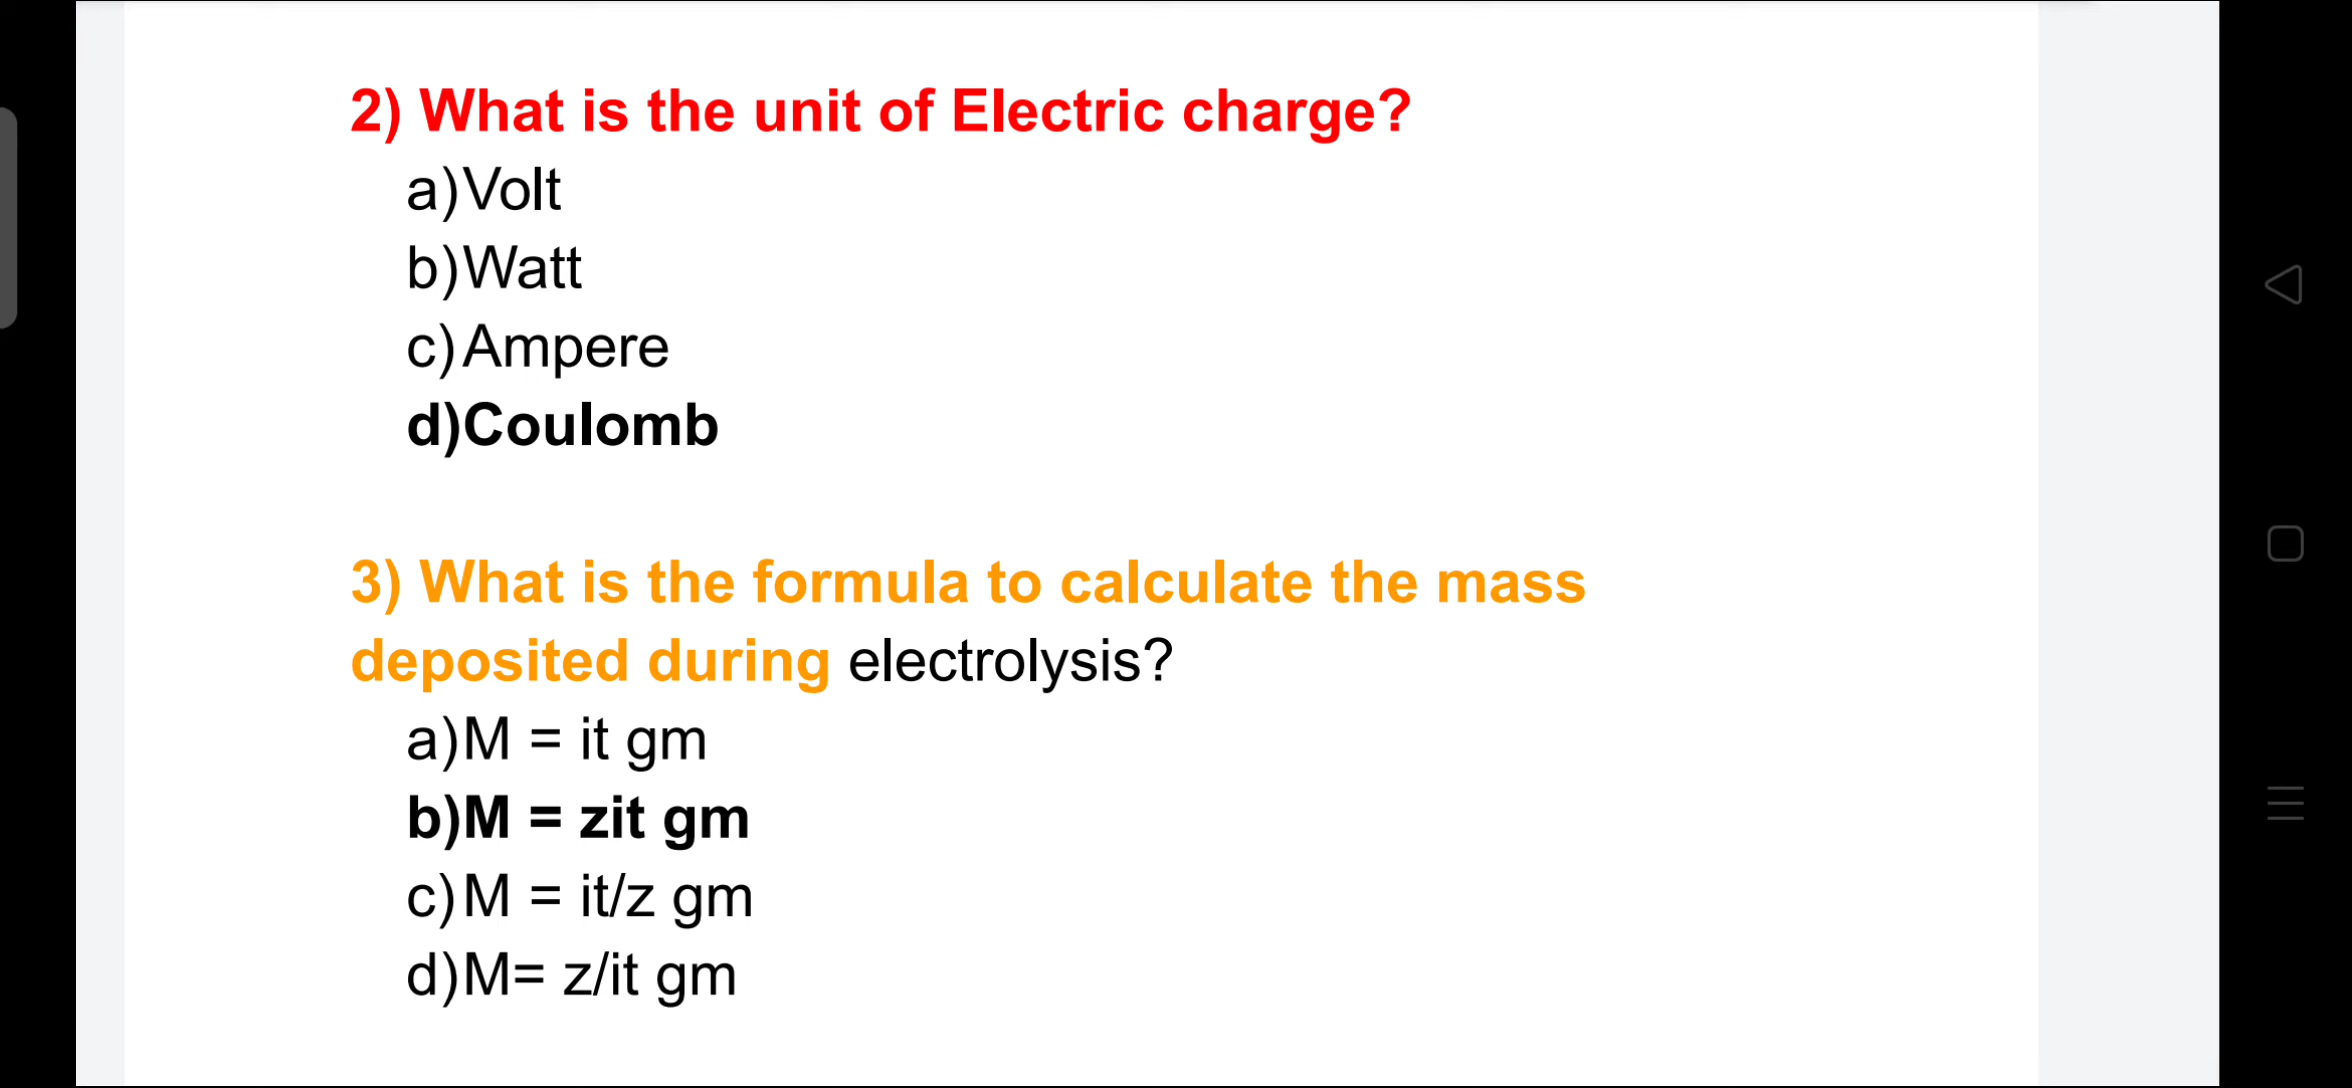 2) What is the unit of Electric charge?
a)Volt
b)Watt
c)Ampere
d)Coulomb
3) What is the formula to calculate the mass
deposited during electrolysis?
a)M = it gm
b)M = zit gm
c)M = it/z gm
d)M= z/it gm